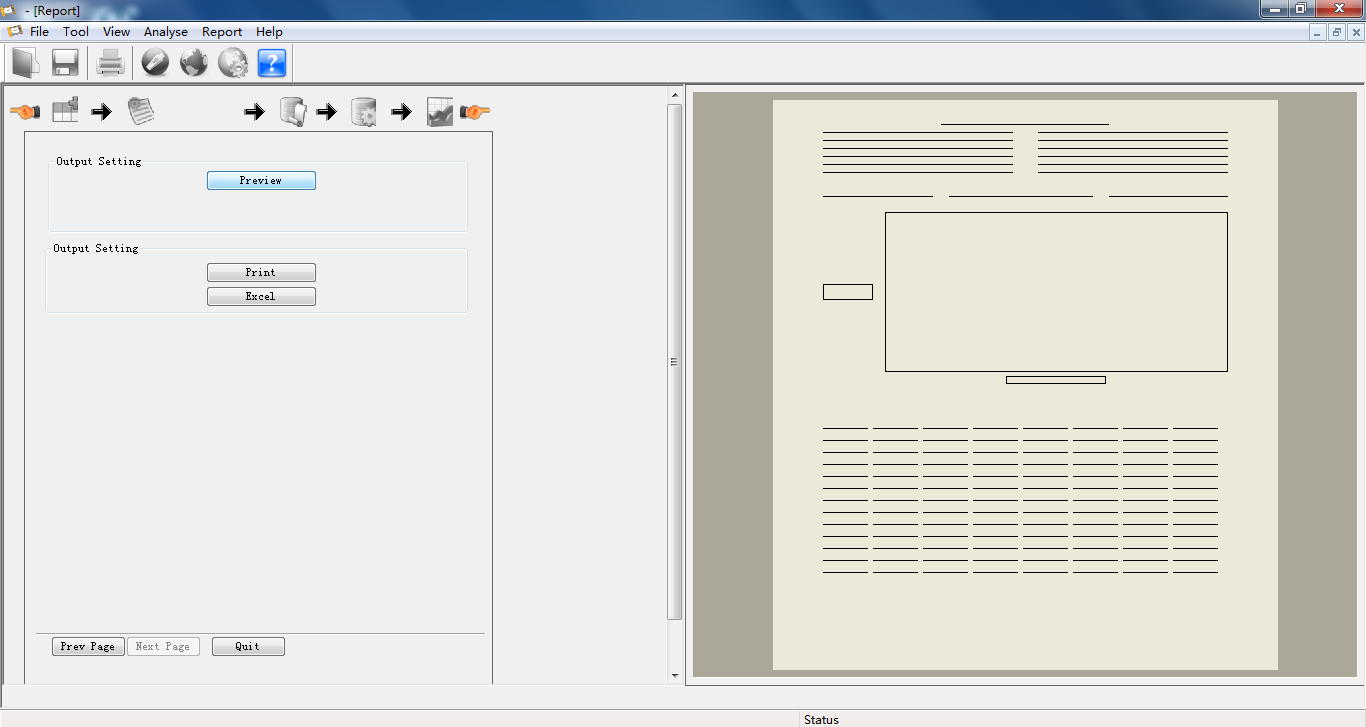 - [Report]
File Tool View Analyse Report Help
?
Output Setting
Preview
Output Setting
Print
Excel
Prev Page Next Page Quit
Status